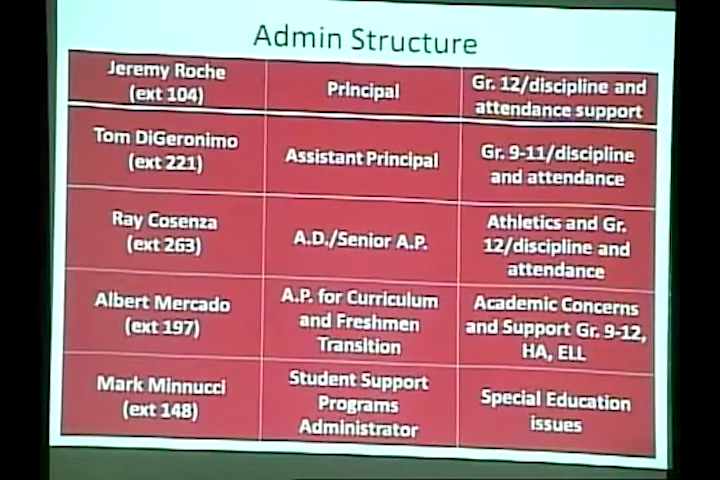 Admin Structure
Jeremy Roche
(ext 104)
Principal
Gr. 12/discipline and
attendance support
Tom DiGeronimo
(ext 221)
Assistant Principal
Gr. 9-11/discipline
and attendance
Ray Cosenza
(ext 263)
A.D./Senior A.P.
Athletics and Gr.
12/discipline and
attendance
Albert Mercado
(ext 197)
A.P. for Curriculum
and Freshmen
Transition
Academic Concerns
and Support Gr. 9-12,
HA, ELL
Mark Minnucci
(ext 148)
Student Support
Programs
Administrator
Special Education
issues